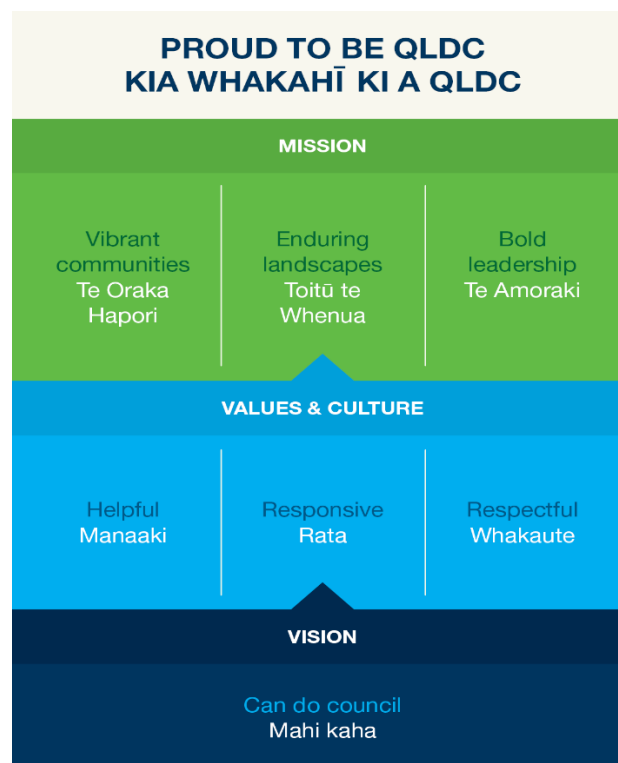 PROUD TO BE QLDC
KIA WHAKAHĪ KI A QLDC
MISSION
Vibrant
communities
Te Oraka
Hapori
Enduring
landscapes
Toitū te
Whenua
Bold
leadership
Te Amoraki
VALUES & CULTURE
Helpful
Manaaki
Responsive
Rata
Respectful
Whakaute
VISION
Can do council
Mahi kaha